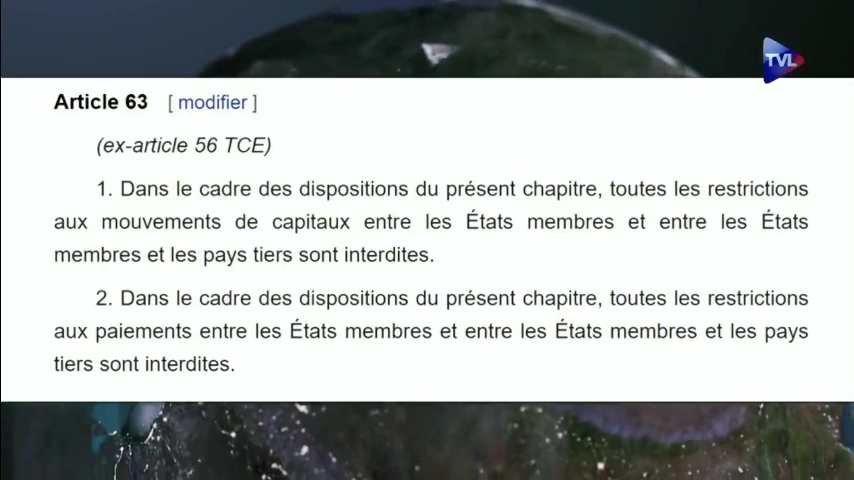 TVL
Article 63 [ modifier ]
(ex-article 56 TCE)
1. Dans le cadre des dispositions du présent chapitre, toutes les restrictions
aux mouvements de capitaux entre les États membres et entre les États
membres et les pays tiers sont interdites.
2. Dans le cadre des dispositions du présent chapitre, toutes les restrictions
aux paiements entre les États membres et entre les États membres et les pays
tiers sont interdites.